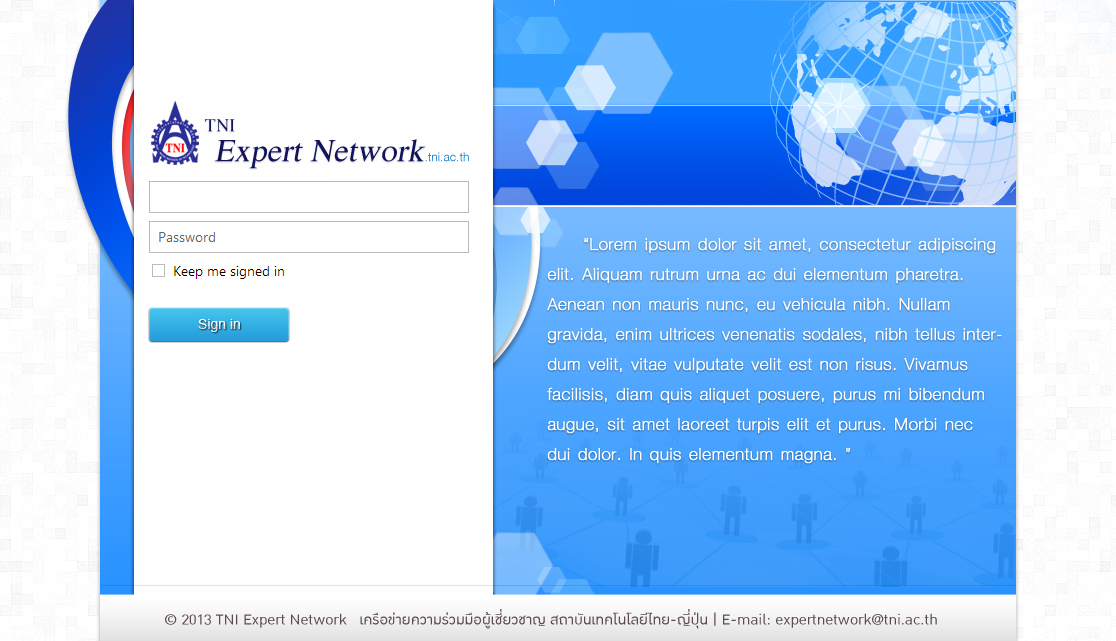 TNI
TNI
Expert Network.tni.ac.th
Password
Keep me signed in
Sign in
“Lorem ipsum dolor sit amet, consectetur adipiscing
elit. Aliquam rutrum urna ac dui elementum pharetra.
Aenean non mauris nunc, eu vehicula nibh. Nullam
gravida, enim ultrices venenatis sodales, nibh tellus inter-
dum velit, vitae vulputate velit est non risus. Vivamus
facilisis, diam quis aliquet posuere, purus mi bibendum
augue, sit amet laoreet turpis elit et purus. Morbi nec
dui dolor. In quis elementum magna. ”
© 2013 TNI Expert Network เครือข่ายความร่วมมือผู้เชี่ยวชาญ สถาบันเทคโนโลยีไทย-ญี่ปุ่น | E-mail: expertnetwork@tni.ac.th